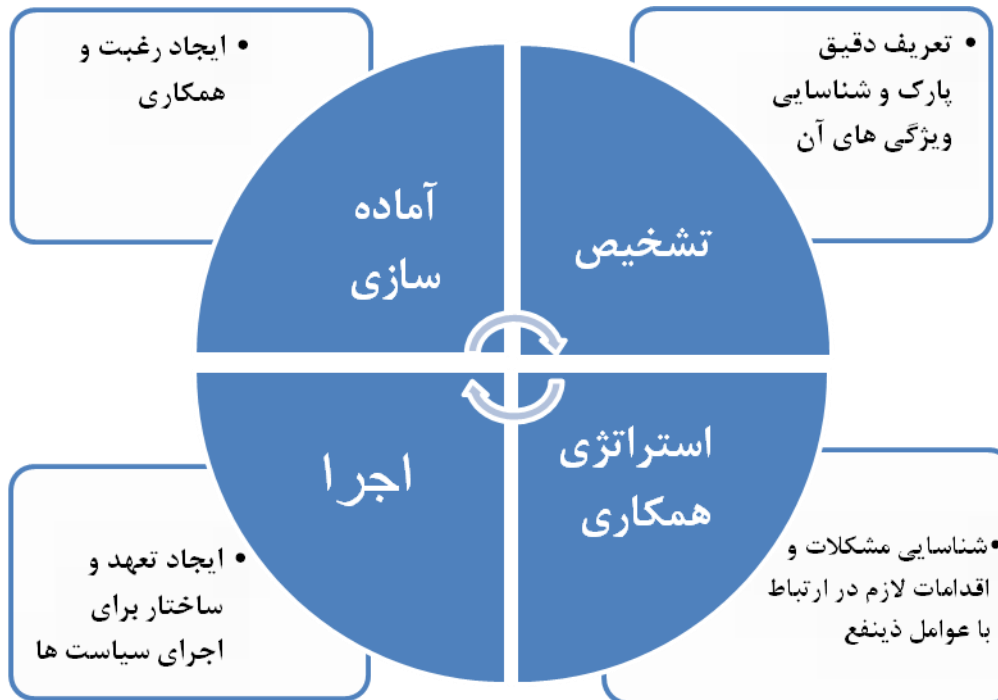 • ایجاد رغبت و
همکاری
• تعریف دقیق
پارک و شناسایی
ویژگی های آن
آماده
سازی
تشخیص
اجرا
استراتژی
همکاری
• ایجاد تعهد و
ساختار برای
اجرای سیاست ها
•شناسایی مشکلات و
اقدامات لازم در ارتباط
با عوامل ذینفع